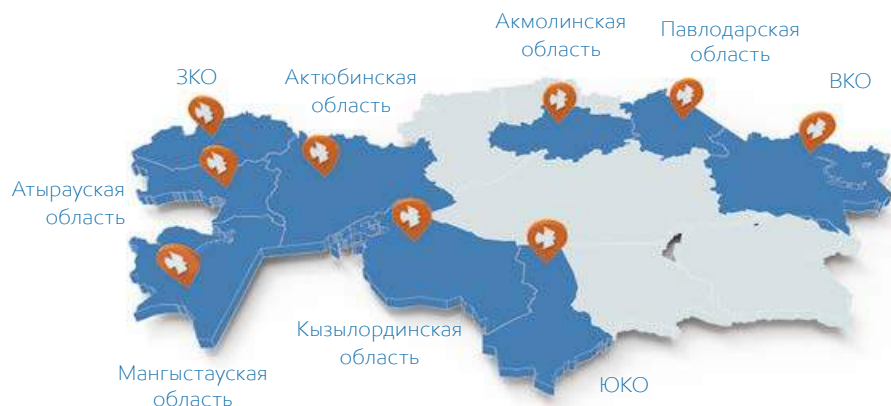 Акмолинская
область
Павлодарская
область
ЗКО
Актюбинская
область
ВКО
Атырауская
область
Кызылординская
область
Мангыстауская
область
ЮКО